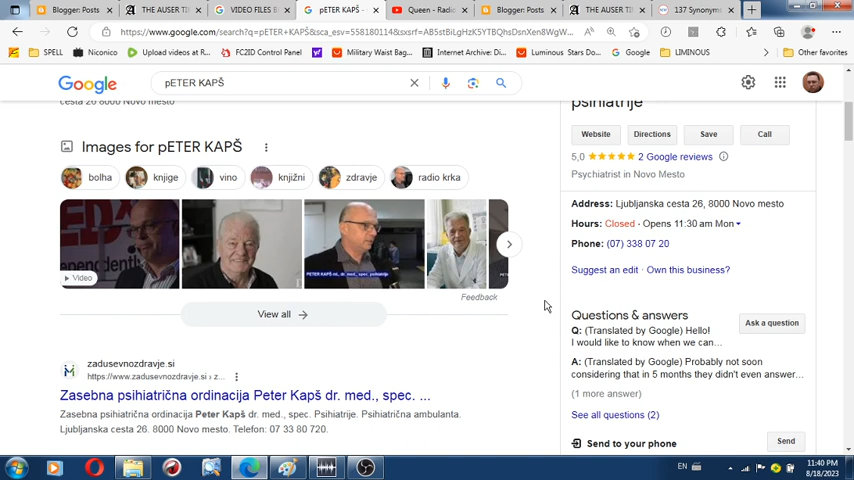 Blogger: Posts
THE AUSER TI
VIDEO FILES B
pETER KAPŠ -
Queen - Radio
Blogger: Posts
THE AUSER TI
137 Synonyms
https://www.google.com/search?q=pETER+KAPŠ&sca_esv=558180114&sxsrf=AB5stBiLgHzK5YTBQhsDsnXen8WgW...
SPELL
Niconico
Upload videos at r...
FC2ID Control Panel
Military Waist Bag...
Internet Archive: Di...
Luminous Stars Do...
Google
LIMINOUS
Other favorites
Google
pETER KAPŠ
cesta 26 8000 Novo mesto
Images for pETER KAPŠ
bolha
knjige
vino
knjižni
zdravje
radio krka
Video
PETER KAPŠ ml., dr. med., spec. psihiatrije
Feedback
View all
zadusevnozdravje.si
https://www.zadusevnozdravje.si › z...
Zasebna psihiatrična ordinacija Peter Kapš dr. med., spec. ...
Zasebna psihiatrična ordinacija Peter Kapš dr. med., spec. Psihiatrije. Psihiatrična ambulanta.
Ljubljanska cesta 26. 8000 Novo mesto. Telefon: 07 33 80 720.
psihiatrije
Website
Directions
Save
Call
5,0 2 Google reviews
Psychiatrist in Novo Mesto
Address: Ljubljanska cesta 26, 8000 Novo mesto
Hours: Closed · Opens 11:30 am Mon
Phone: (07) 338 07 20
Suggest an edit · Own this business?
Questions & answers
Ask a question
Q: (Translated by Google) Hello!
I would like to know when we can...
A: (Translated by Google) Probably not soon
considering that in 5 months they didn't even answer...
(1 more answer)
See all questions (2)
Send to your phone
Send
EN
11:40 PM
8/18/2023